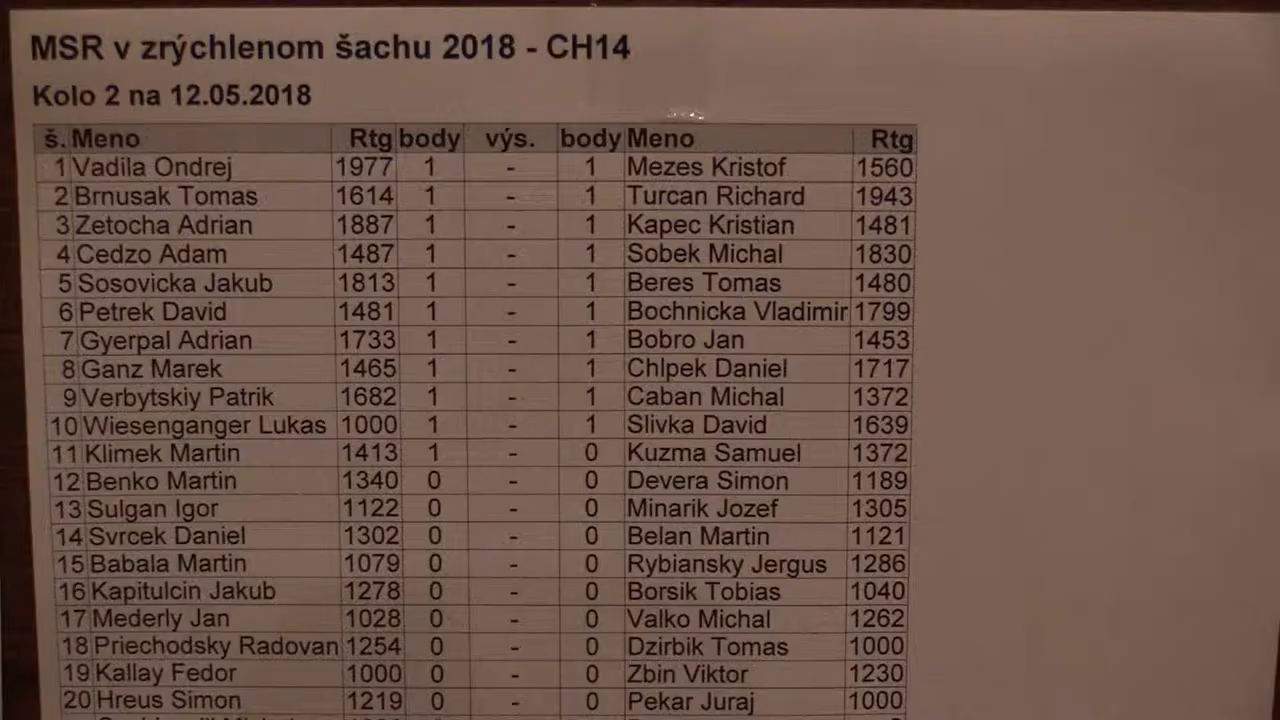 MSR v zrýchlenom šachu 2018 - CH14
Kolo 2 na 12.05.2018
š. Meno Rtg body výs. body Meno Rtg
1 Vadila Ondrej 1977 1 - 1 Mezes Kristof 1560
2 Brnusak Tomas 1614 1 - 1 Turcan Richard 1943
3 Zetocha Adrian 1887 1 - 1 Kapec Kristian 1481
4 Cedzo Adam 1487 1 - 1 Sobek Michal 1830
5 Sosovicka Jakub 1813 1 - 1 Beres Tomas 1480
6 Petrek David 1481 1 - 1 Bochnicka Vladimir 1799
7 Gyerpal Adrian 1733 1 - 1 Bobro Jan 1453
8 Ganz Marek 1465 1 - 1 Chlpek Daniel 1717
9 Verbytskiy Patrik 1682 1 - 1 Caban Michal 1372
10 Wiesenganger Lukas 1000 1 - 1 Slivka David 1639
11 Klimek Martin 1413 1 - 0 Kuzma Samuel 1372
12 Benko Martin 1340 0 - 0 Devera Simon 1189
13 Sulgan Igor 1122 0 - 0 Minarik Jozef 1305
14 Svrcek Daniel 1302 0 - 0 Belan Martin 1121
15 Babala Martin 1079 0 - 0 Rybiansky Jergus 1286
16 Kapitulcin Jakub 1278 0 - 0 Borsik Tobias 1040
17 Mederly Jan 1028 0 - 0 Valko Michal 1262
18 Priechodsky Radovan 1254 0 - 0 Dzirbik Tomas 1000
19 Kallay Fedor 1000 0 - 0 Zbin Viktor 1230
20 Hreus Simon 1219 0 - 0 Pekar Juraj 1000